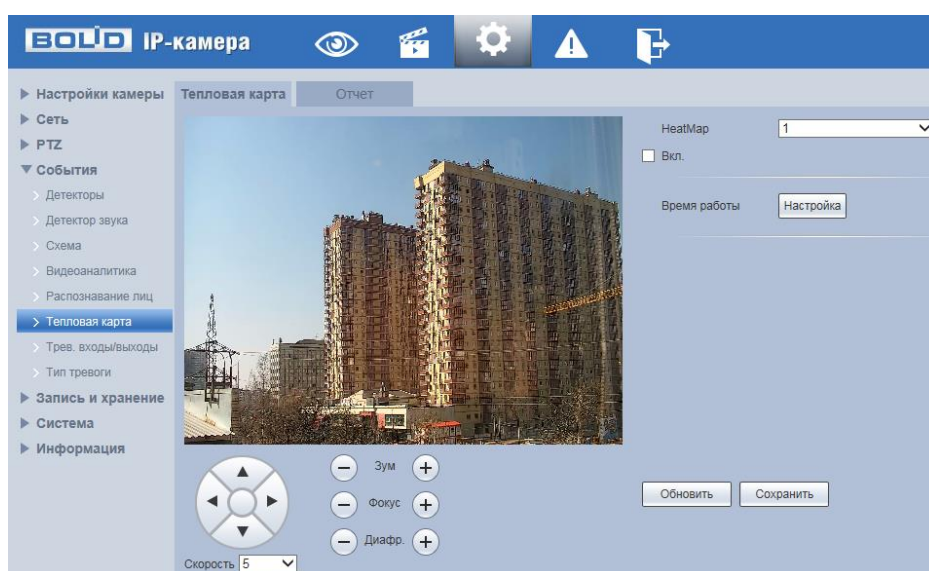 BOLID IP-камера
Настройки камеры
Сеть
PTZ
События
Детекторы
Детектор звука
Схема
Видеоаналитика
Распознавание лиц
Тепловая карта
Трев. входы/выходы
Тип тревоги
Запись и хранение
Система
Информация
Тепловая карта Отчет
HeatMap 1
Вкл.
Время работы Настройка
Зум
Фокус
Диафр.
Скорость 5
Обновить Сохранить